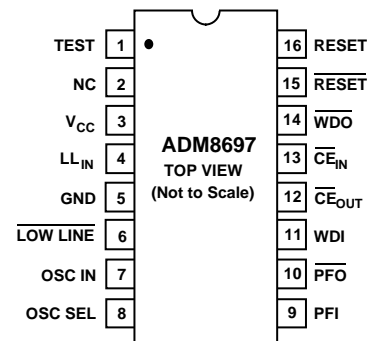 TEST 1
NC 2
VCC 3
LLIN 4
GND 5
LOW LINE 6
OSC IN 7
OSC SEL 8
ADM8697
TOP VIEW
(Not to Scale)
16 RESET
15 RESET
14 WDO
13 CEIN
12 CEOUT
11 WDI
10 PFO
9 PFI